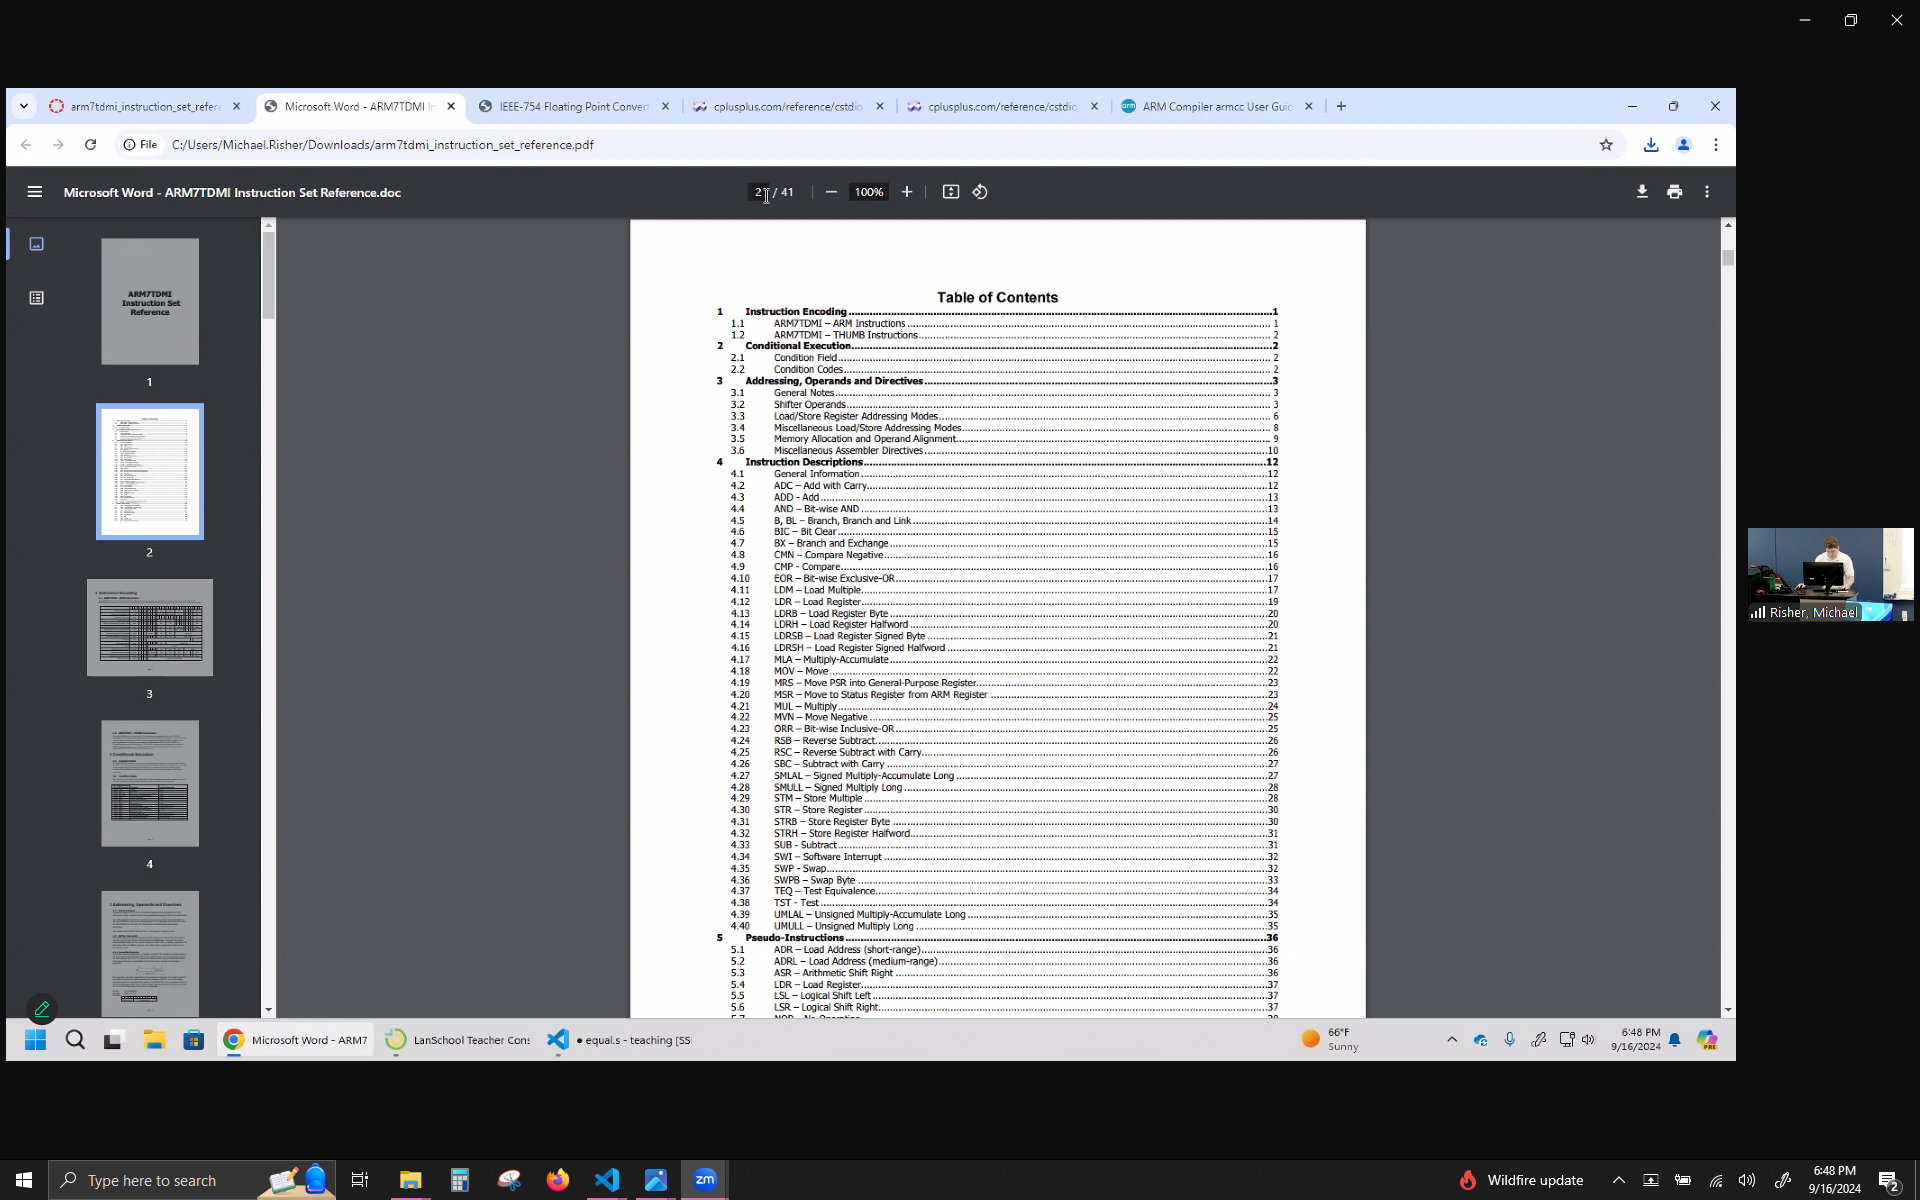 arm7tdmi_instruction_set_refere
Microsoft Word - ARM7TDMI In
IEEE-754 Floating Point Convert
cplusplus.com/reference/cstdio
cplusplus.com/reference/cstdio
ARM Compiler armcc User Guid
File
C:/Users/Michael.Risher/Downloads/arm7tdmi_instruction_set_reference.pdf
Microsoft Word - ARM7TDMI Instruction Set Reference.doc
2 / 41
100%
ARM7TDMI
Instruction Set
Reference
1
2
3
4
Table of Contents
1 Instruction Encoding 1
1.1 ARM7TDMI – ARM Instructions 1
1.2 ARM7TDMI – THUMB Instructions 2
2 Conditional Execution 2
2.1 Condition Field 2
2.2 Condition Codes 2
3 Addressing, Operands and Directives 3
3.1 General Notes 3
3.2 Shifter Operands 3
3.3 Load/Store Register Addressing Modes 6
3.4 Miscellaneous Load/Store Addressing Modes 8
3.5 Memory Allocation and Operand Alignment 9
3.6 Miscellaneous Assembler Directives 10
4 Instruction Descriptions 12
4.1 General Information 12
4.2 ADC – Add with Carry 12
4.3 ADD - Add 13
4.4 AND – Bit-wise AND 13
4.5 B, BL – Branch, Branch and Link 14
4.6 BIC – Bit Clear 15
4.7 BX – Branch and Exchange 15
4.8 CMN – Compare Negative 16
4.9 CMP - Compare 16
4.10 EOR – Bit-wise Exclusive-OR 17
4.11 LDM – Load Multiple 17
4.12 LDR – Load Register 19
4.13 LDRB – Load Register Byte 20
4.14 LDRH – Load Register Halfword 20
4.15 LDRSB – Load Register Signed Byte 21
4.16 LDRSH – Load Register Signed Halfword 21
4.17 MLA – Multiply-Accumulate 22
4.18 MOV – Move 22
4.19 MRS – Move PSR into General-Purpose Register 23
4.20 MSR – Move to Status Register from ARM Register 23
4.21 MUL – Multiply 24
4.22 MVN – Move Negative 25
4.23 ORR – Bit-wise Inclusive-OR 25
4.24 RSB – Reverse Subtract 26
4.25 RSC – Reverse Subtract with Carry 26
4.26 SBC – Subtract with Carry 27
4.27 SMLAL – Signed Multiply-Accumulate Long 27
4.28 SMULL – Signed Multiply Long 28
4.29 STM – Store Multiple 28
4.30 STR – Store Register 30
4.31 STRB – Store Register Byte 30
4.32 STRH – Store Register Halfword 31
4.33 SUB - Subtract 31
4.34 SWI – Software Interrupt 32
4.35 SWP - Swap 32
4.36 SWPB – Swap Byte 33
4.37 TEQ – Test Equivalence 34
4.38 TST - Test 34
4.39 UMLAL – Unsigned Multiply-Accumulate Long 35
4.40 UMULL – Unsigned Multiply Long 35
5 Pseudo-Instructions 36
5.1 ADR – Load Address (short-range) 36
5.2 ADRL – Load Address (medium-range) 36
5.3 ASR – Arithmetic Shift Right 36
5.4 LDR – Load Register 37
5.5 LSL – Logical Shift Left 37
5.6 LSR – Logical Shift Right 37
Risher, Michael
Microsoft Word - ARM7
LanSchool Teacher Cons
● equal.s - teaching [SS
66°F
Sunny
6:48 PM
9/16/2024
Type here to search
zm
Wildfire update
6:48 PM
9/16/2024
2